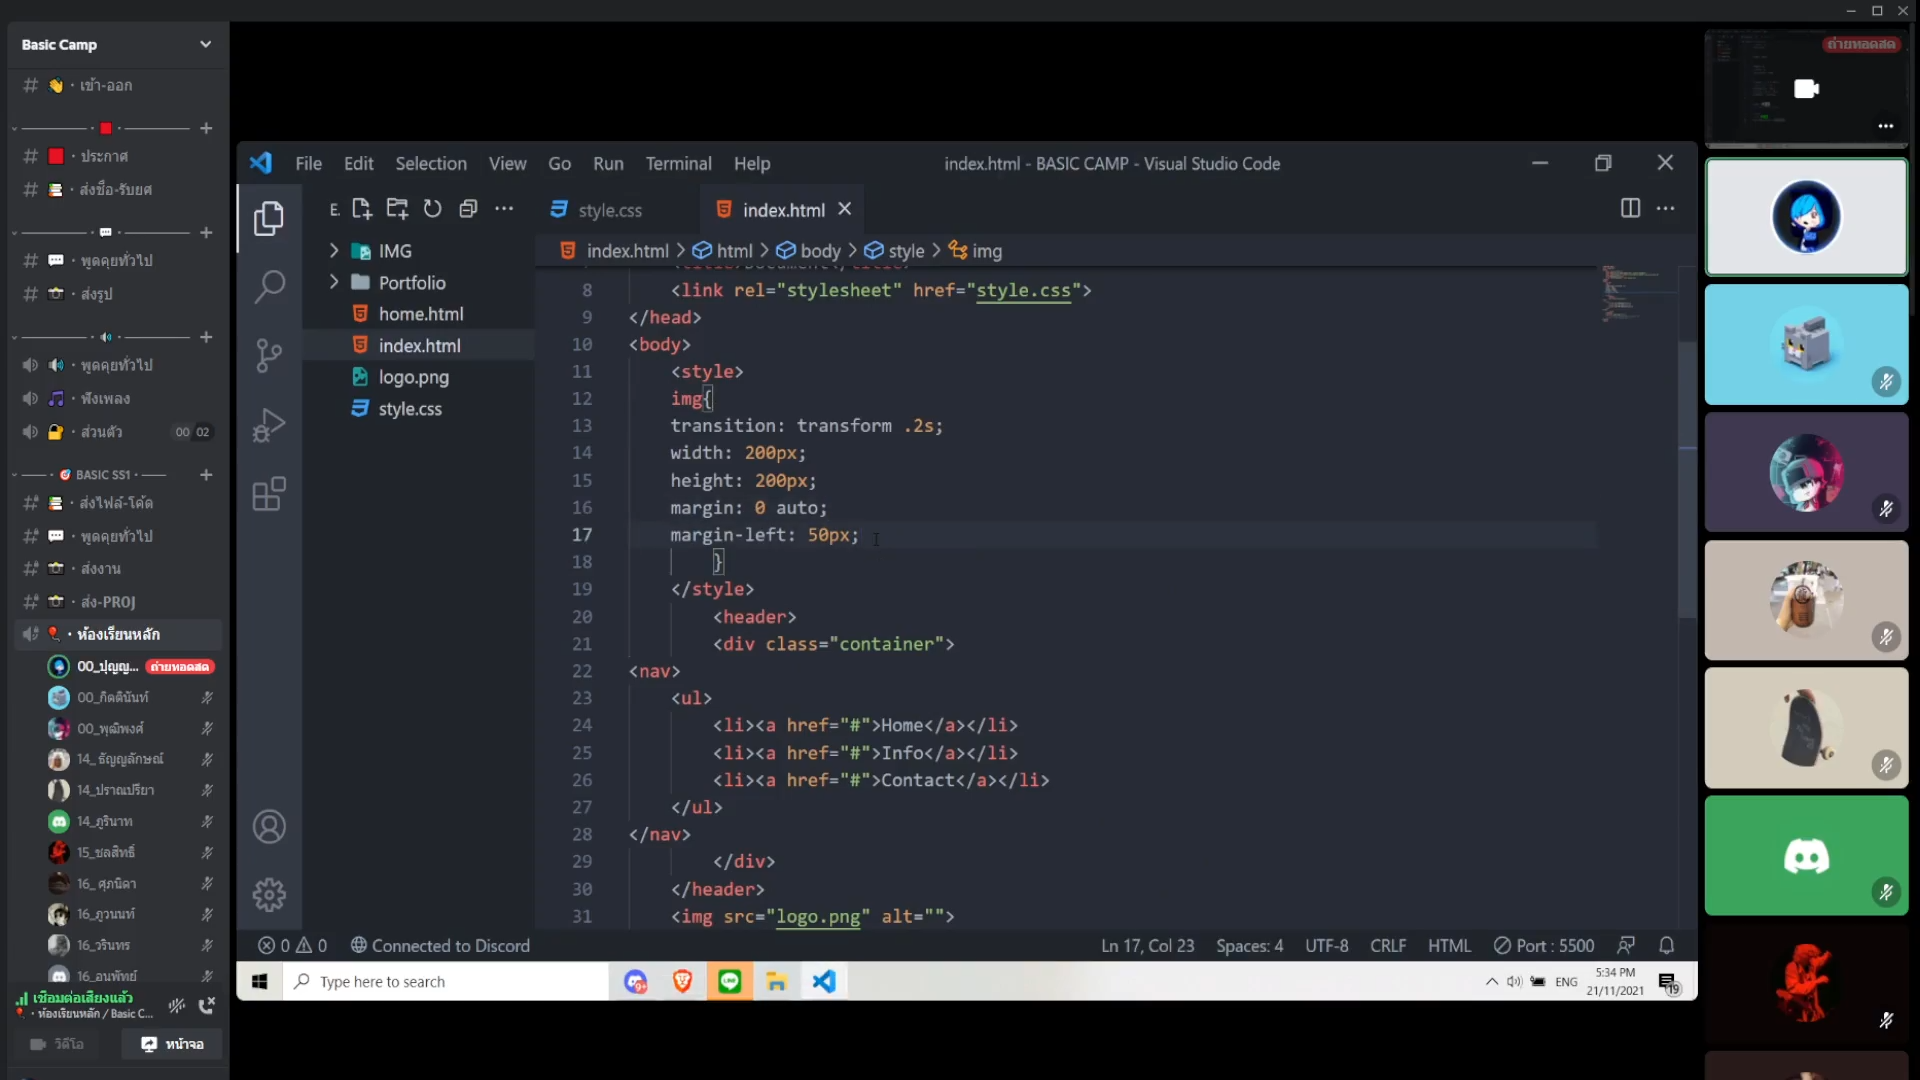 Basic Camp
# 👋 · เข้า-ออก
# 🟥 · ประกาศ
# 📚 · ส่งชื่อ-รับยศ
# 💬 · พูดคุยทั่วไป
# 📷 · ส่งรูป
🔊 · พูดคุยทั่วไป
🎵 · ฟังเพลง
🔒 · ส่วนตัว 00 02
· 🎯 BASIC SS1 ·
# 📚 · ส่งไฟล์-โค้ด
# 💬 · พูดคุยทั่วไป
# 📷 · ส่งงาน
# 📷 · ส่ง-PROJ
🎈 · ห้องเรียนหลัก
00_ปุญญ... ถ่ายทอดสด
00_กิตตินันท์
00_พุฒิพงศ์
14_ธัญญลักษณ์
14_ปราณปรียา
14_ภูรินาท
15_ชลสิทธิ์
16_ศุภนิดา
16_ภูวนนท์
16_วรินทร
16_อนพัทย์
เชื่อมต่อเสียงแล้ว
🎈 · ห้องเรียนหลัก / Basic C...
วิดีโอ
หน้าจอ
File Edit Selection View Go Run Terminal Help
index.html - BASIC CAMP - Visual Studio Code
E.
IMG
Portfolio
home.html
index.html
logo.png
style.css
style.css
index.html
index.html > html > body > style > img
<title>Document</title>
8 <link rel="stylesheet" href="style.css">
9 </head>
10 <body>
11 <style>
12 img{
13 transition: transform .2s;
14 width: 200px;
15 height: 200px;
16 margin: 0 auto;
17 margin-left: 50px;
18 }
19 </style>
20 <header>
21 <div class="container">
22 <nav>
23 <ul>
24 <li><a href="#">Home</a></li>
25 <li><a href="#">Info</a></li>
26 <li><a href="#">Contact</a></li>
27 </ul>
28 </nav>
29 </div>
30 </header>
31 <img src="logo.png" alt="">
0 0 Connected to Discord
Ln 17, Col 23 Spaces: 4 UTF-8 CRLF HTML Port : 5500
Type here to search
9+
ENG
5:34 PM
21/11/2021
19
ถ่ายทอดสด